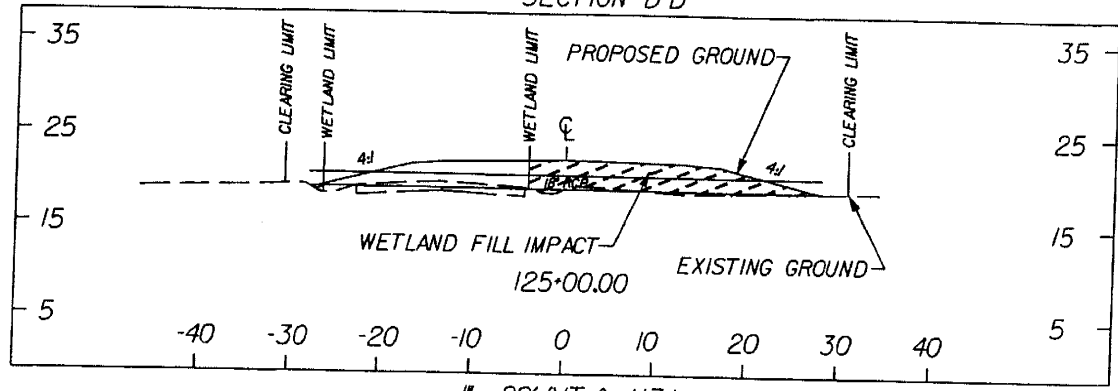 35
25
15
5
CLEARING LIMIT
WETLAND LIMIT
WETLAND LIMIT
CLEARING LIMIT
PROPOSED GROUND
℄
4:1
4:1
18" RCP
WETLAND FILL IMPACT
EXISTING GROUND
125+00.00
35
25
15
5
-40 -30 -20 -10 0 10 20 30 40